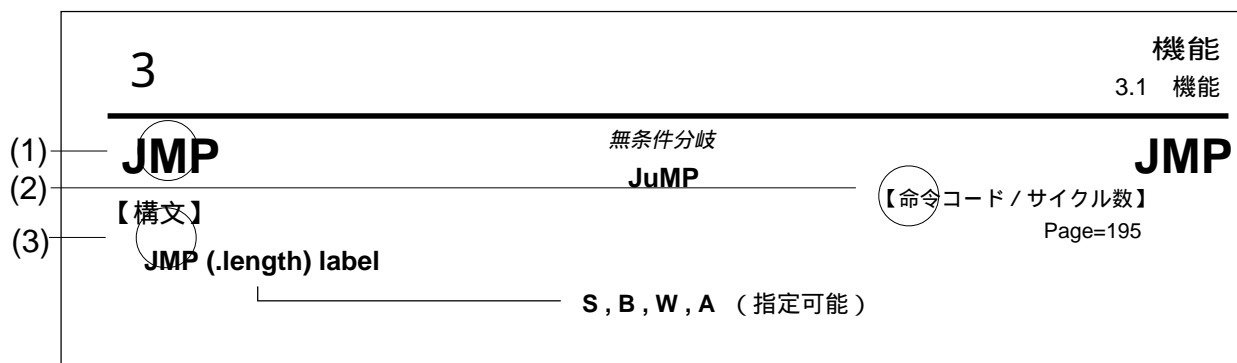 3
機能
3.1 機能
(1)
JMP
無条件分岐
JMP
(2)
JuMP
【命令コード / サイクル数】
【構文】
Page=195
(3)
JMP (.length) label
S , B , W , A （指定可能）